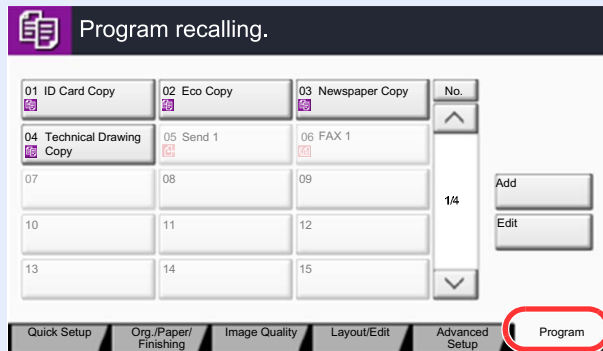 Program recalling.
01 ID Card Copy
02 Eco Copy
03 Newspaper Copy
No.
04 Technical Drawing
Copy
05 Send 1
06 FAX 1
07
08
09
1/4
Add
10
11
12
Edit
13
14
15
Quick Setup
Org./Paper/
Finishing
Image Quality
Layout/Edit
Advanced
Setup
Program